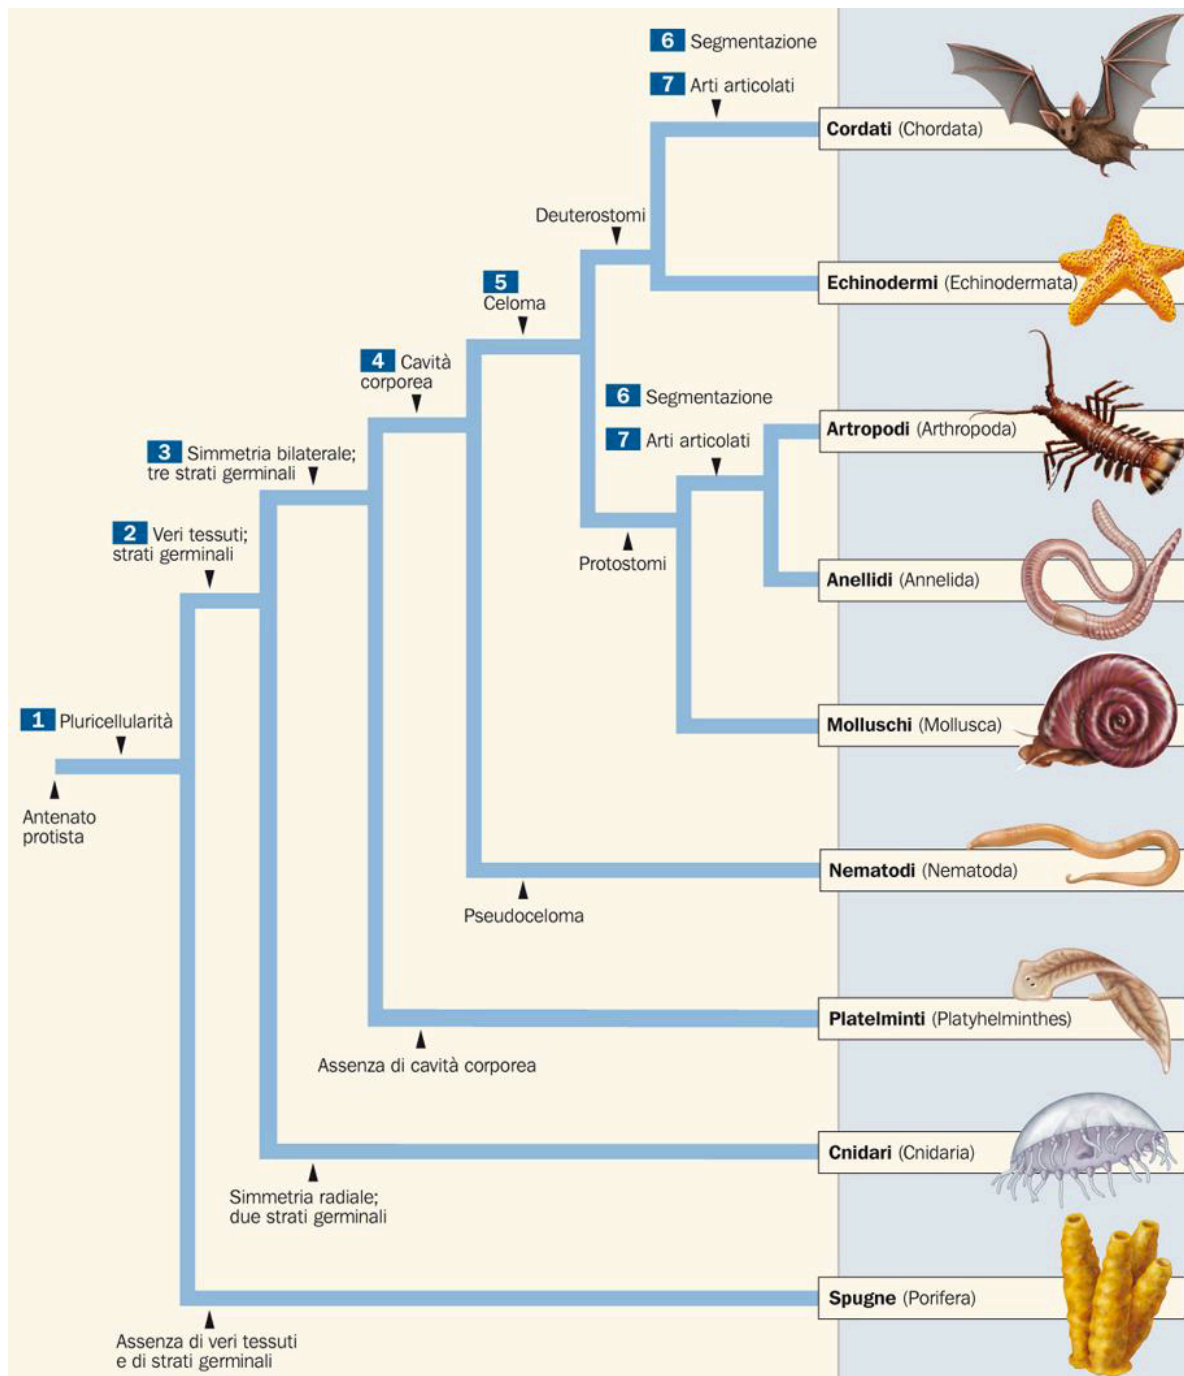 6 Segmentazione
7 Arti articolati
Cordati (Chordata)
Deuterostomi
Echinodermi (Echinodermata)
5
Celoma
4 Cavità
corporea
6 Segmentazione
7 Arti articolati
Artropodi (Arthropoda)
3 Simmetria bilaterale;
tre strati germinali
2 Veri tessuti;
strati germinali
Protostomi
Anellidi (Annelida)
1 Pluricellularità
Molluschi (Mollusca)
Antenato
protista
Nematodi (Nematoda)
Pseudoceloma
Platelminti (Platyhelminthes)
Assenza di cavità corporea
Cnidari (Cnidaria)
Simmetria radiale;
due strati germinali
Spugne (Porifera)
Assenza di veri tessuti
e di strati germinali